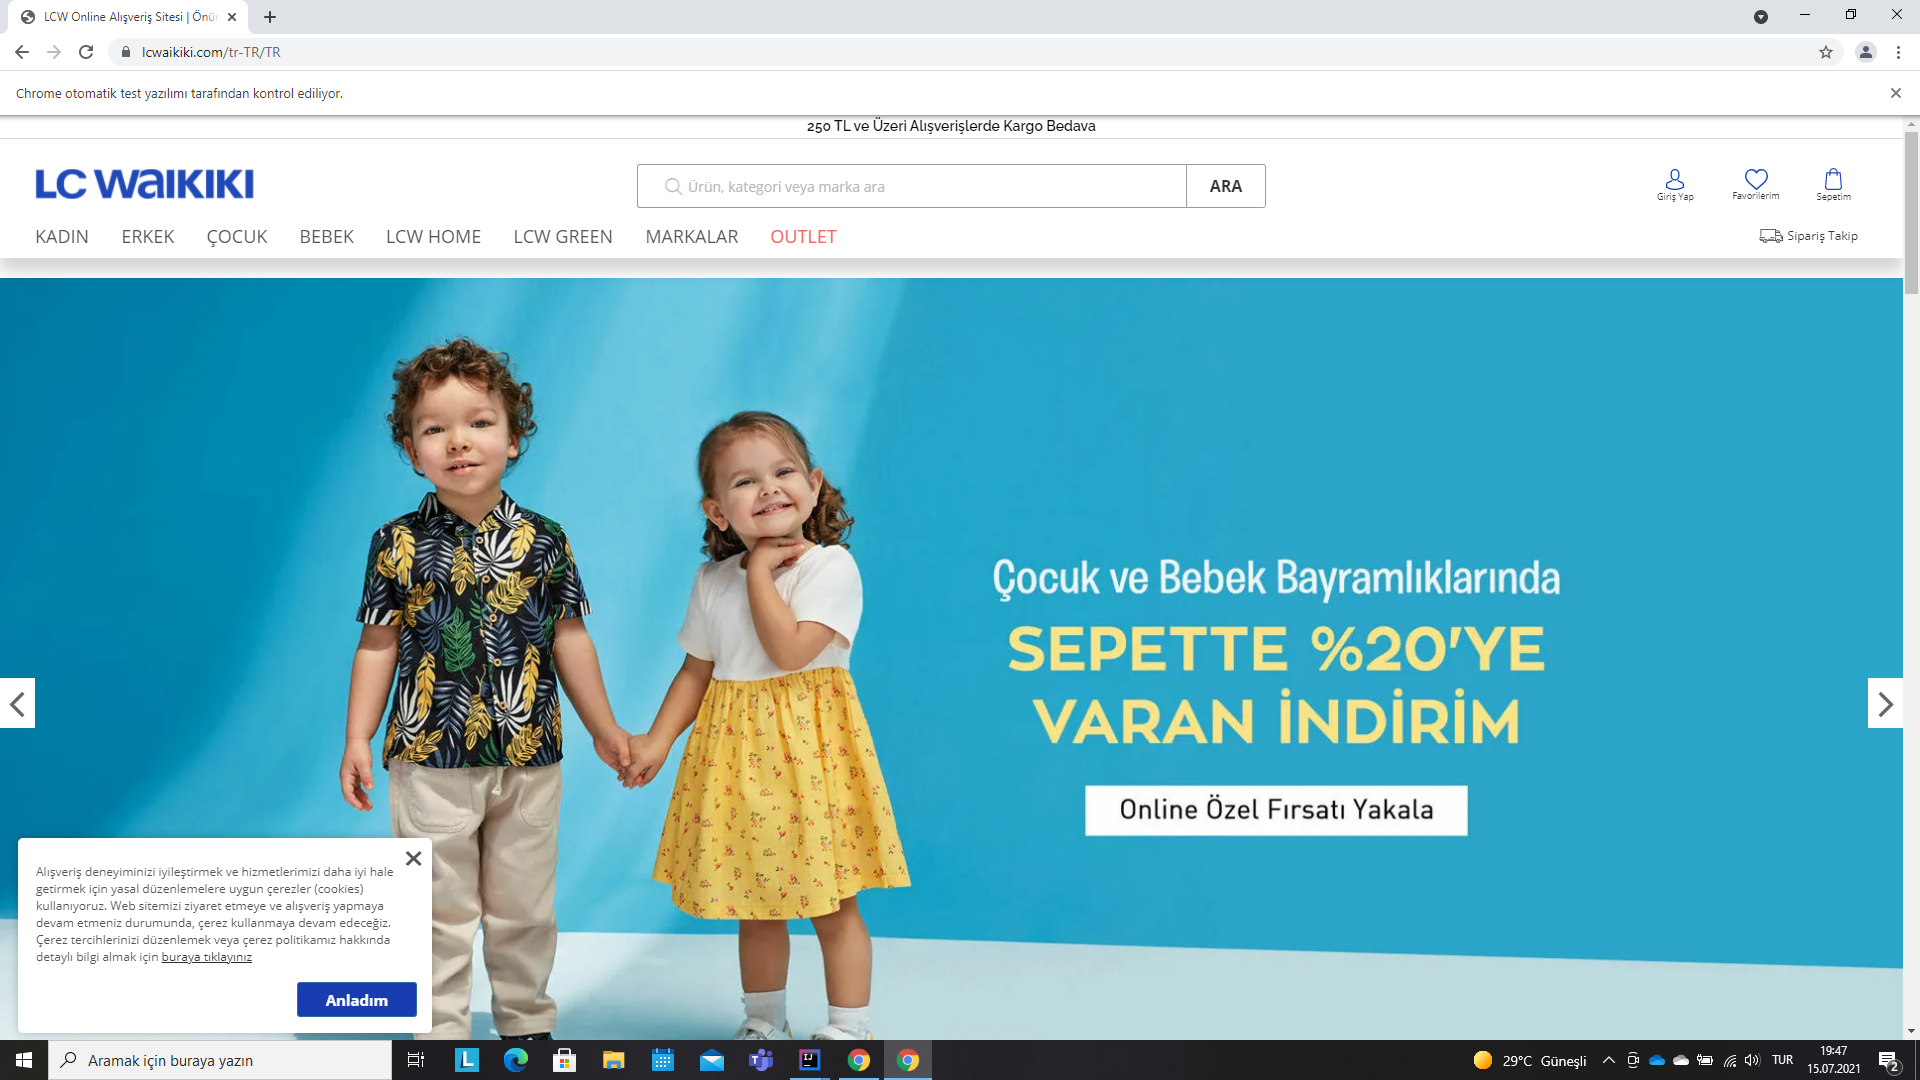 LCW Online Alışveriş Sitesi | Önür
lcwaikiki.com/tr-TR/TR
Chrome otomatik test yazılımı tarafından kontrol ediliyor.
250 TL ve Üzeri Alışverişlerde Kargo Bedava
LC WAIKIKI
Ürün, kategori veya marka ara
ARA
Giriş Yap
Favorilerim
Sepetim
KADIN ERKEK ÇOCUK BEBEK LCW HOME LCW GREEN MARKALAR OUTLET
Sipariş Takip
Çocuk ve Bebek Bayramlıklarında
SEPETTE %20'YE
VARAN İNDİRİM
Online Özel Fırsatı Yakala
Alışveriş deneyiminizi iyileştirmek ve hizmetlerimizi daha iyi hale
getirmek için yasal düzenlemelere uygun çerezler (cookies)
kullanıyoruz. Web sitemizi ziyaret etmeye ve alışveriş yapmaya
devam etmeniz durumunda, çerez kullanmaya devam edeceğiz.
Çerez tercihlerinizi düzenlemek veya çerez politikamız hakkında
detaylı bilgi almak için buraya tıklayınız
Anladım
Aramak için buraya yazın
L
IJ
29°C Güneşli
TUR
19:47
15.07.2021
2